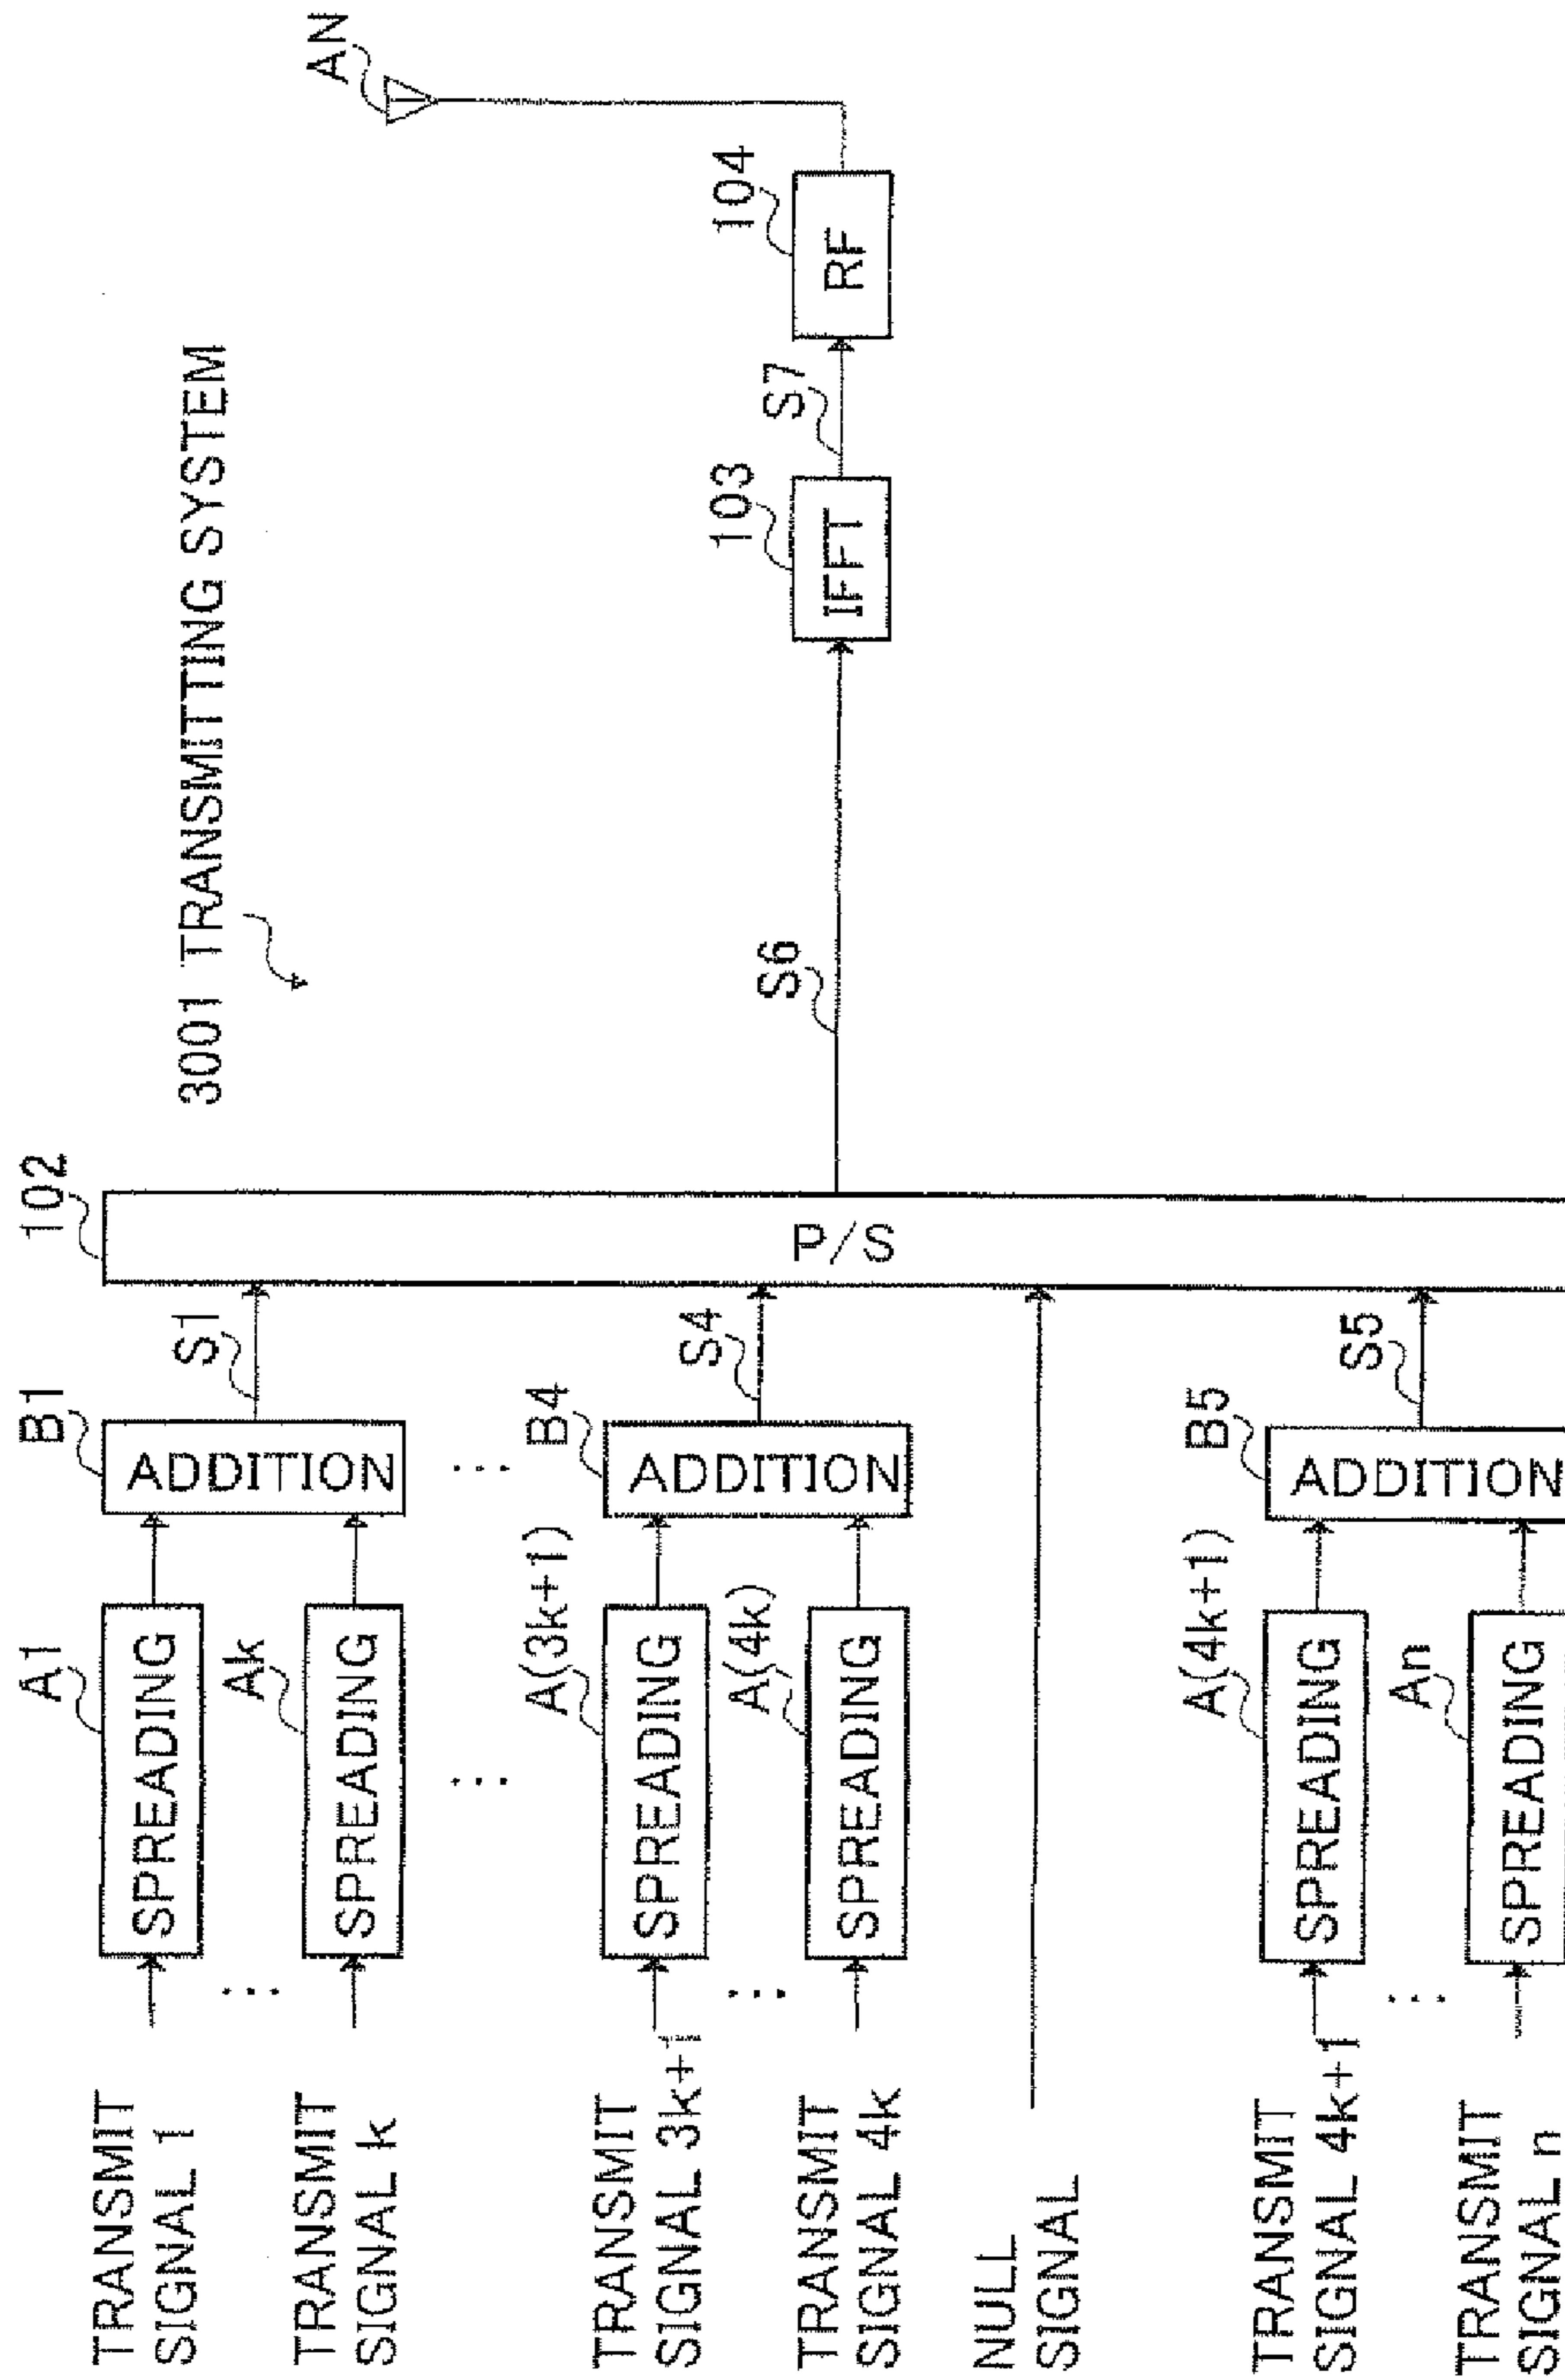 3001 TRANSMITTING SYSTEM
TRANSMIT
SIGNAL 1
A1
SPREADING
TRANSMIT
SIGNAL k
Ak
SPREADING
B1
ADDITION
S1
...
...
...
TRANSMIT
SIGNAL 3k+1
A(3k+1)
SPREADING
...
TRANSMIT
SIGNAL 4k
A(4k)
SPREADING
B4
ADDITION
S4
NULL
SIGNAL
TRANSMIT
SIGNAL 4k+1
A(4k+1)
SPREADING
...
TRANSMIT
SIGNAL n
An
SPREADING
B5
ADDITION
S5
102
P/S
S6
103
IFFT
S7
104
RF
AN